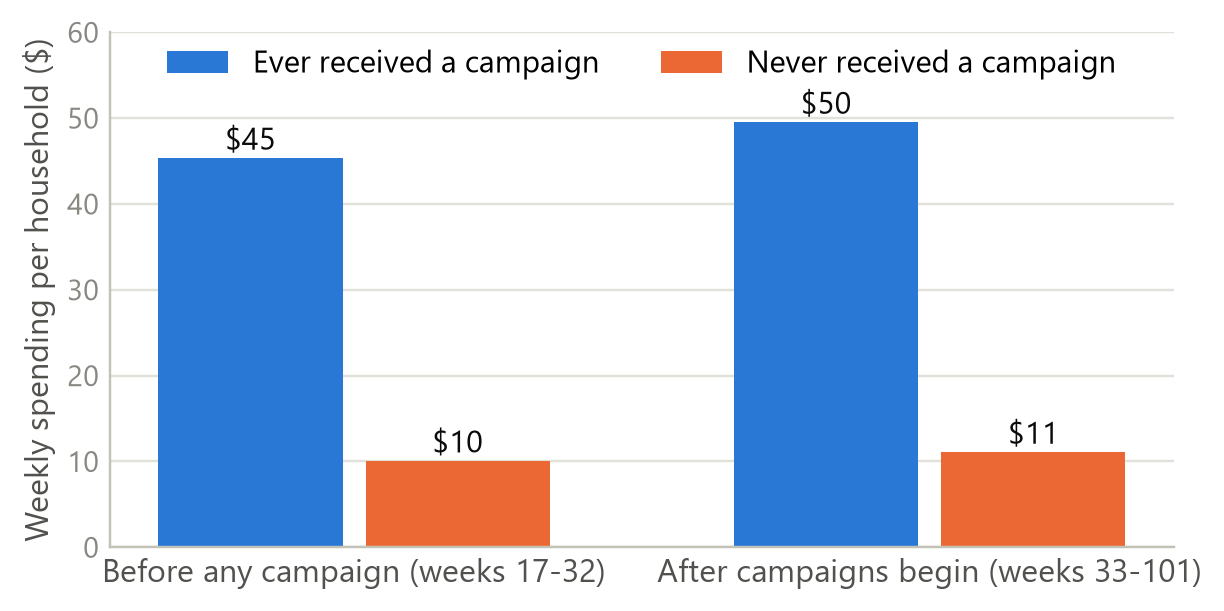 Weekly spending per household ($)
60
50
40
30
20
10
0
Ever received a campaign
Never received a campaign
$45
$10
$50
$11
Before any campaign (weeks 17-32)
After campaigns begin (weeks 33-101)